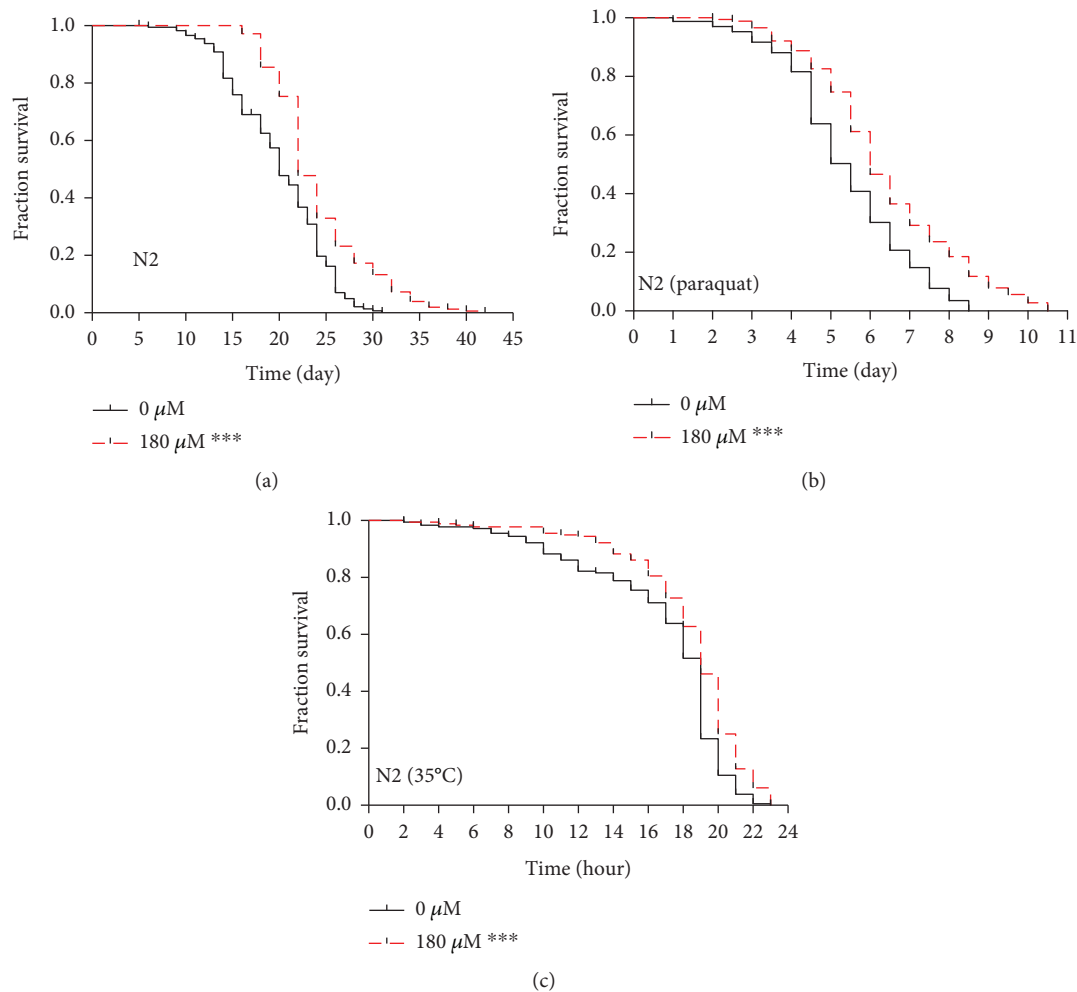 1.0
0.8
0.6
0.4
0.2
0.0
Fraction survival
N2
0 5 10 15 20 25 30 35 40 45
Time (day)
0 μM
180 μM ***
(a)
1.0
0.8
0.6
0.4
0.2
0.0
Fraction survival
N2 (paraquat)
0 1 2 3 4 5 6 7 8 9 10 11
Time (day)
0 μM
180 μM ***
(b)
1.0
0.8
0.6
0.4
0.2
0.0
Fraction survival
N2 (35°C)
0 2 4 6 8 10 12 14 16 18 20 22 24
Time (hour)
0 μM
180 μM ***
(c)